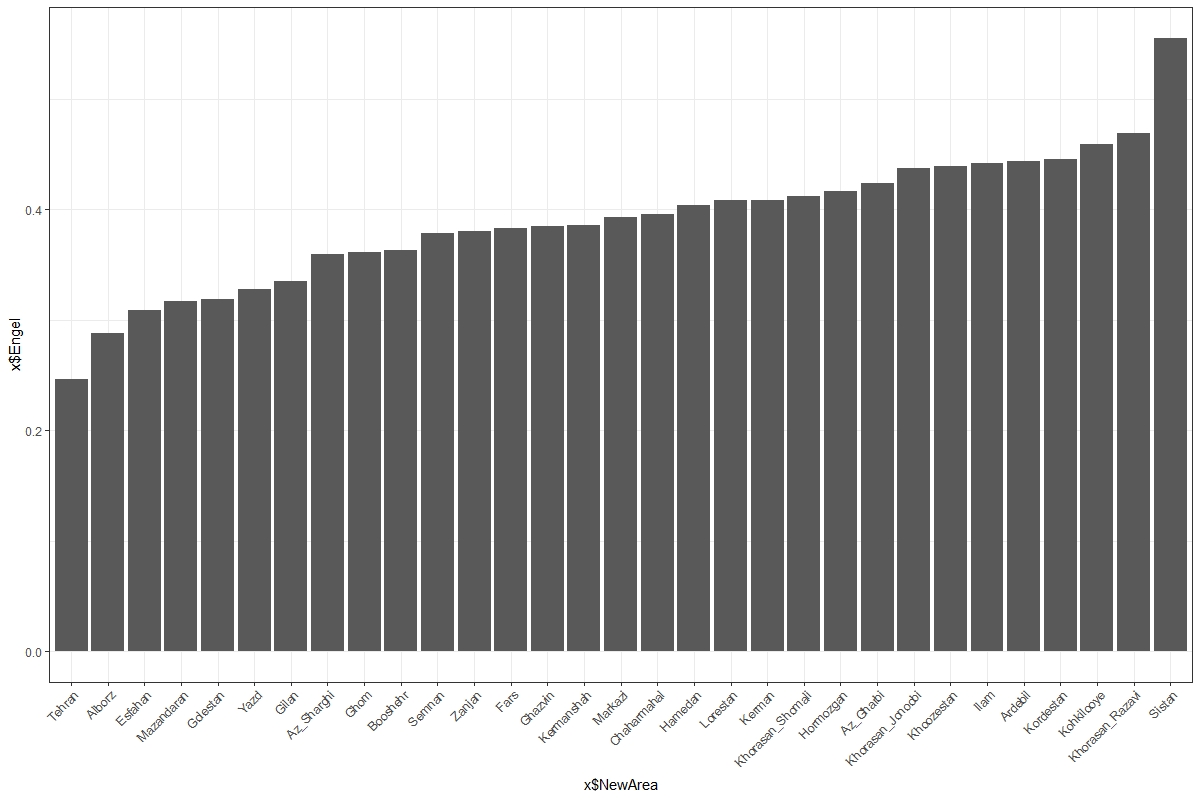 x$Engel
0.4
0.2
0.0
Tehran
Alborz
Esfahan
Mazandaran
Golestan
Yazd
Gilan
Az_Sharghi
Ghom
Booshehr
Semnan
Zanjan
Fars
Ghazvin
Kermanshah
Markazi
Chaharmahal
Hamedan
Lorestan
Kerman
Khorasan_Shomali
Hormozgan
Az_Gharbi
Khorasan_Jonoobi
Khoozestan
Ilam
Ardebil
Kordestan
Kohkilooye
Khorasan_Razavi
Sistan
x$NewArea